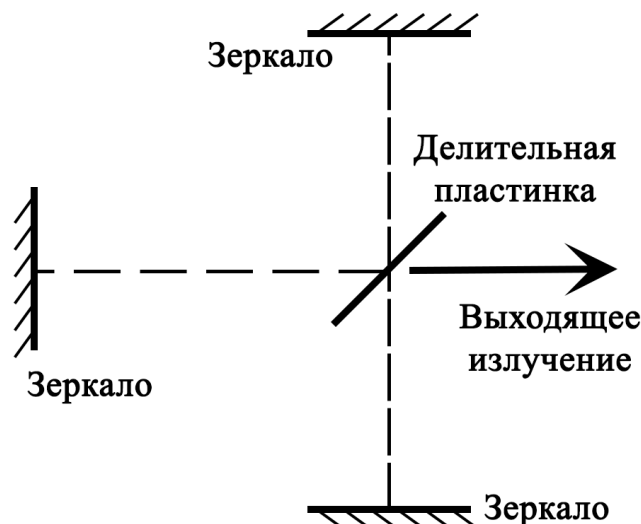 Зеркало
Делительная
пластинка
Выходящее
излучение
Зеркало
Зеркало